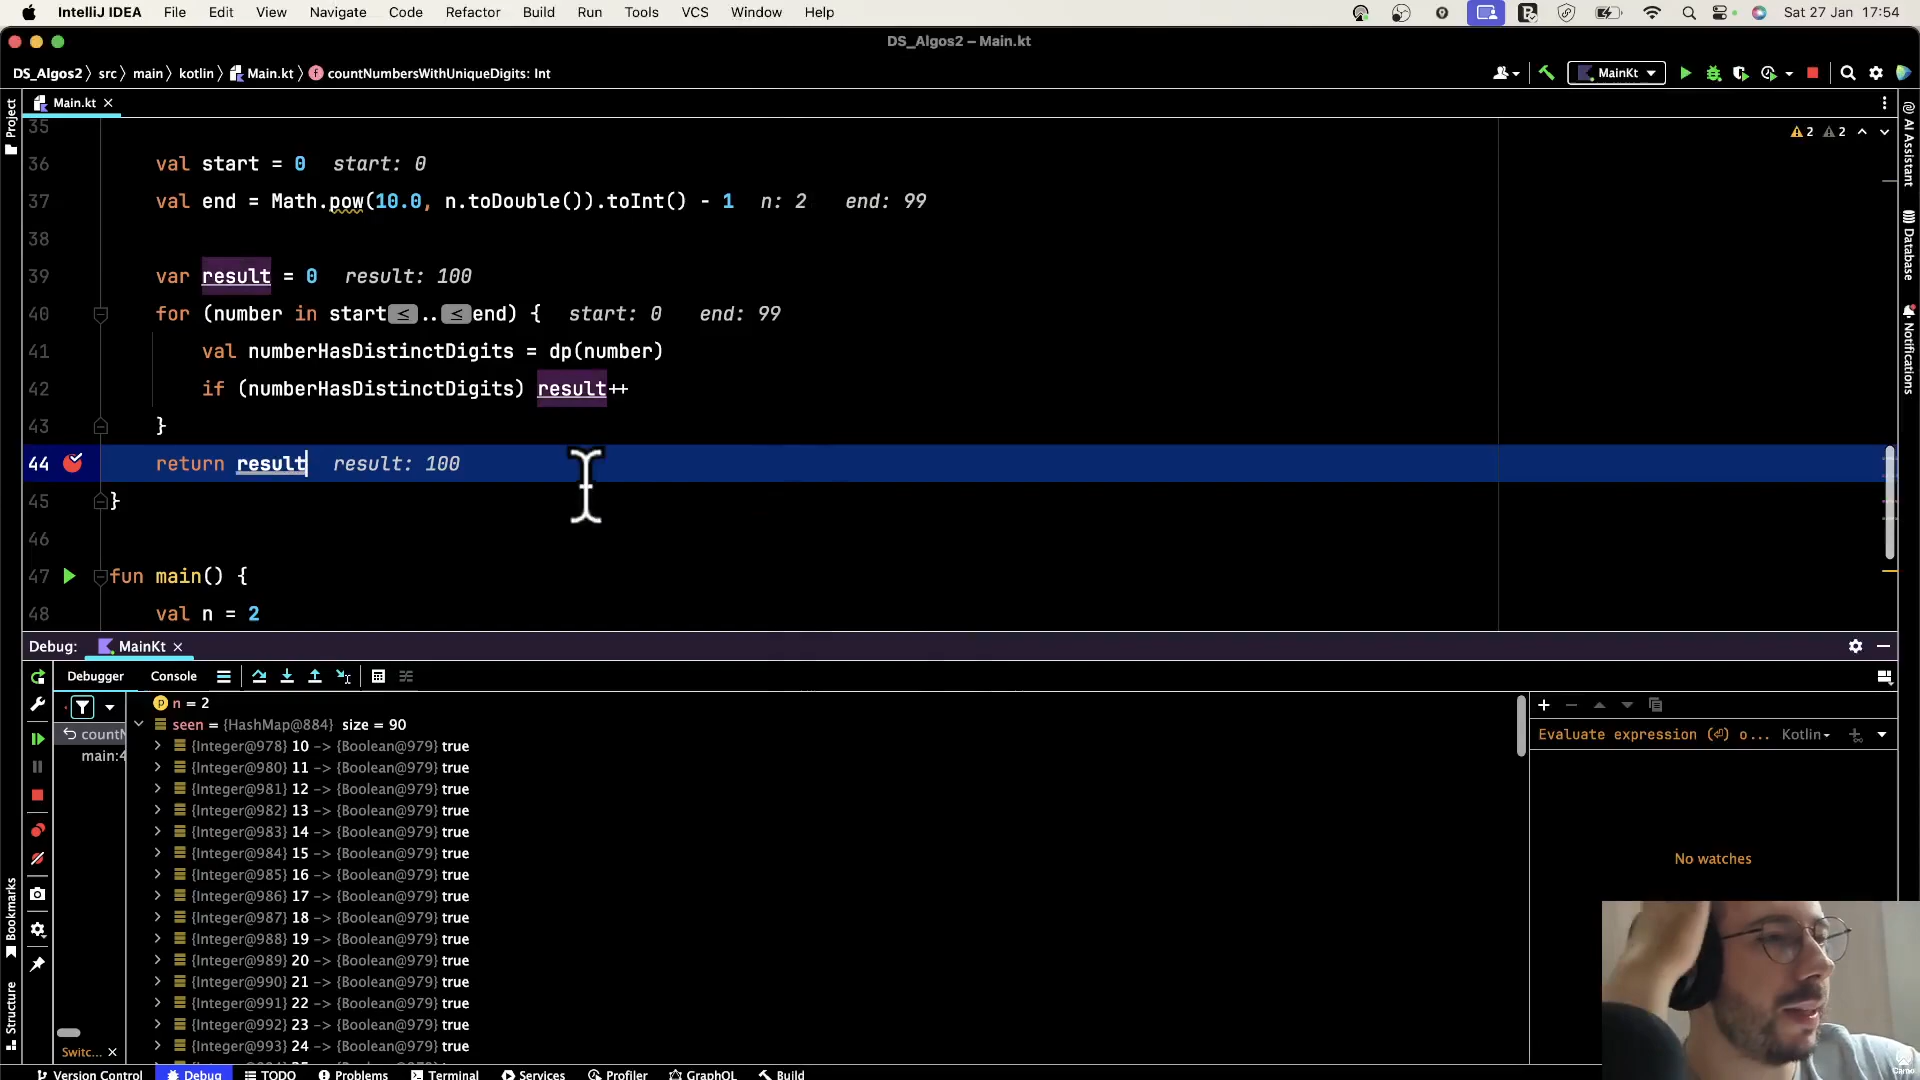 IntelliJ IDEA File Edit View Navigate Code Refactor Build Run Tools VCS Window Help Sat 27 Jan 17:54
DS_Algos2 – Main.kt
DS_Algos2 src main kotlin Main.kt countNumbersWithUniqueDigits: Int MainKt
Project
Main.kt
35
2 2
36 val start = 0 start: 0
37 val end = Math.pow(10.0, n.toDouble()).toInt() - 1 n: 2 end: 99
38
39 var result = 0 result: 100
40 for (number in start≤..≤end) { start: 0 end: 99
41 val numberHasDistinctDigits = dp(number)
42 if (numberHasDistinctDigits) result++
43 }
44 return result result: 100
45 }
46
47 fun main() {
48 val n = 2
AI Assistant
Database
Notifications
Debug: MainKt
Debugger Console
n = 2
seen = {HashMap@884} size = 90
{Integer@978} 10 -> {Boolean@979} true
{Integer@980} 11 -> {Boolean@979} true
{Integer@981} 12 -> {Boolean@979} true
{Integer@982} 13 -> {Boolean@979} true
{Integer@983} 14 -> {Boolean@979} true
{Integer@984} 15 -> {Boolean@979} true
{Integer@985} 16 -> {Boolean@979} true
{Integer@986} 17 -> {Boolean@979} true
{Integer@987} 18 -> {Boolean@979} true
{Integer@988} 19 -> {Boolean@979} true
{Integer@989} 20 -> {Boolean@979} true
{Integer@990} 21 -> {Boolean@979} true
{Integer@991} 22 -> {Boolean@979} true
{Integer@992} 23 -> {Boolean@979} true
{Integer@993} 24 -> {Boolean@979} true
countN
main:4
Switc...
Evaluate expression (⏎) o... Kotlin
No watches
Bookmarks
Structure
Version Control Debug TODO Problems Terminal Services Profiler GraphQL Build